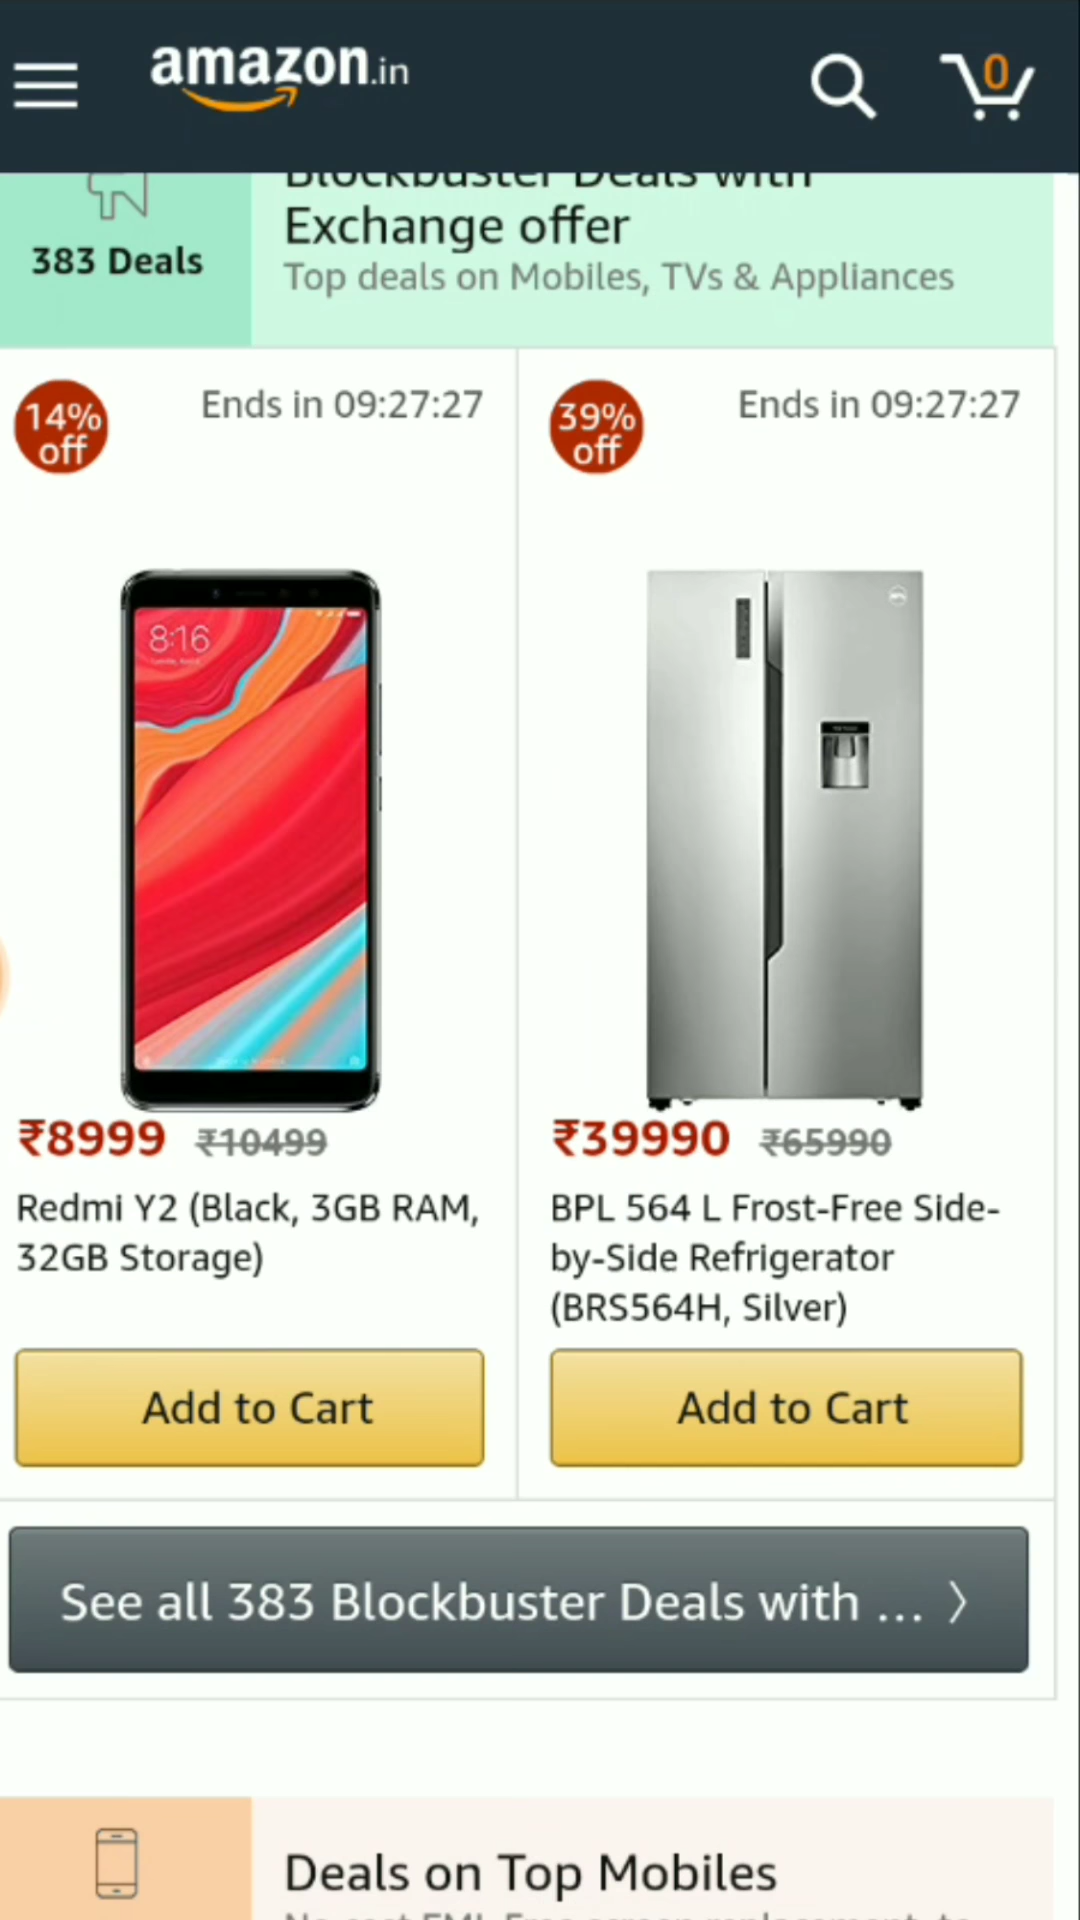 amazon.in
0
Blockbuster Deals with
Exchange offer
383 Deals
Top deals on Mobiles, TVs & Appliances
14%
off
Ends in 09:27:27
39%
off
Ends in 09:27:27
8:16
₹8999 ₹10499
Redmi Y2 (Black, 3GB RAM,
32GB Storage)
Add to Cart
₹39990 ₹65990
BPL 564 L Frost-Free Side-
by-Side Refrigerator
(BRS564H, Silver)
Add to Cart
See all 383 Blockbuster Deals with ...
Deals on Top Mobiles